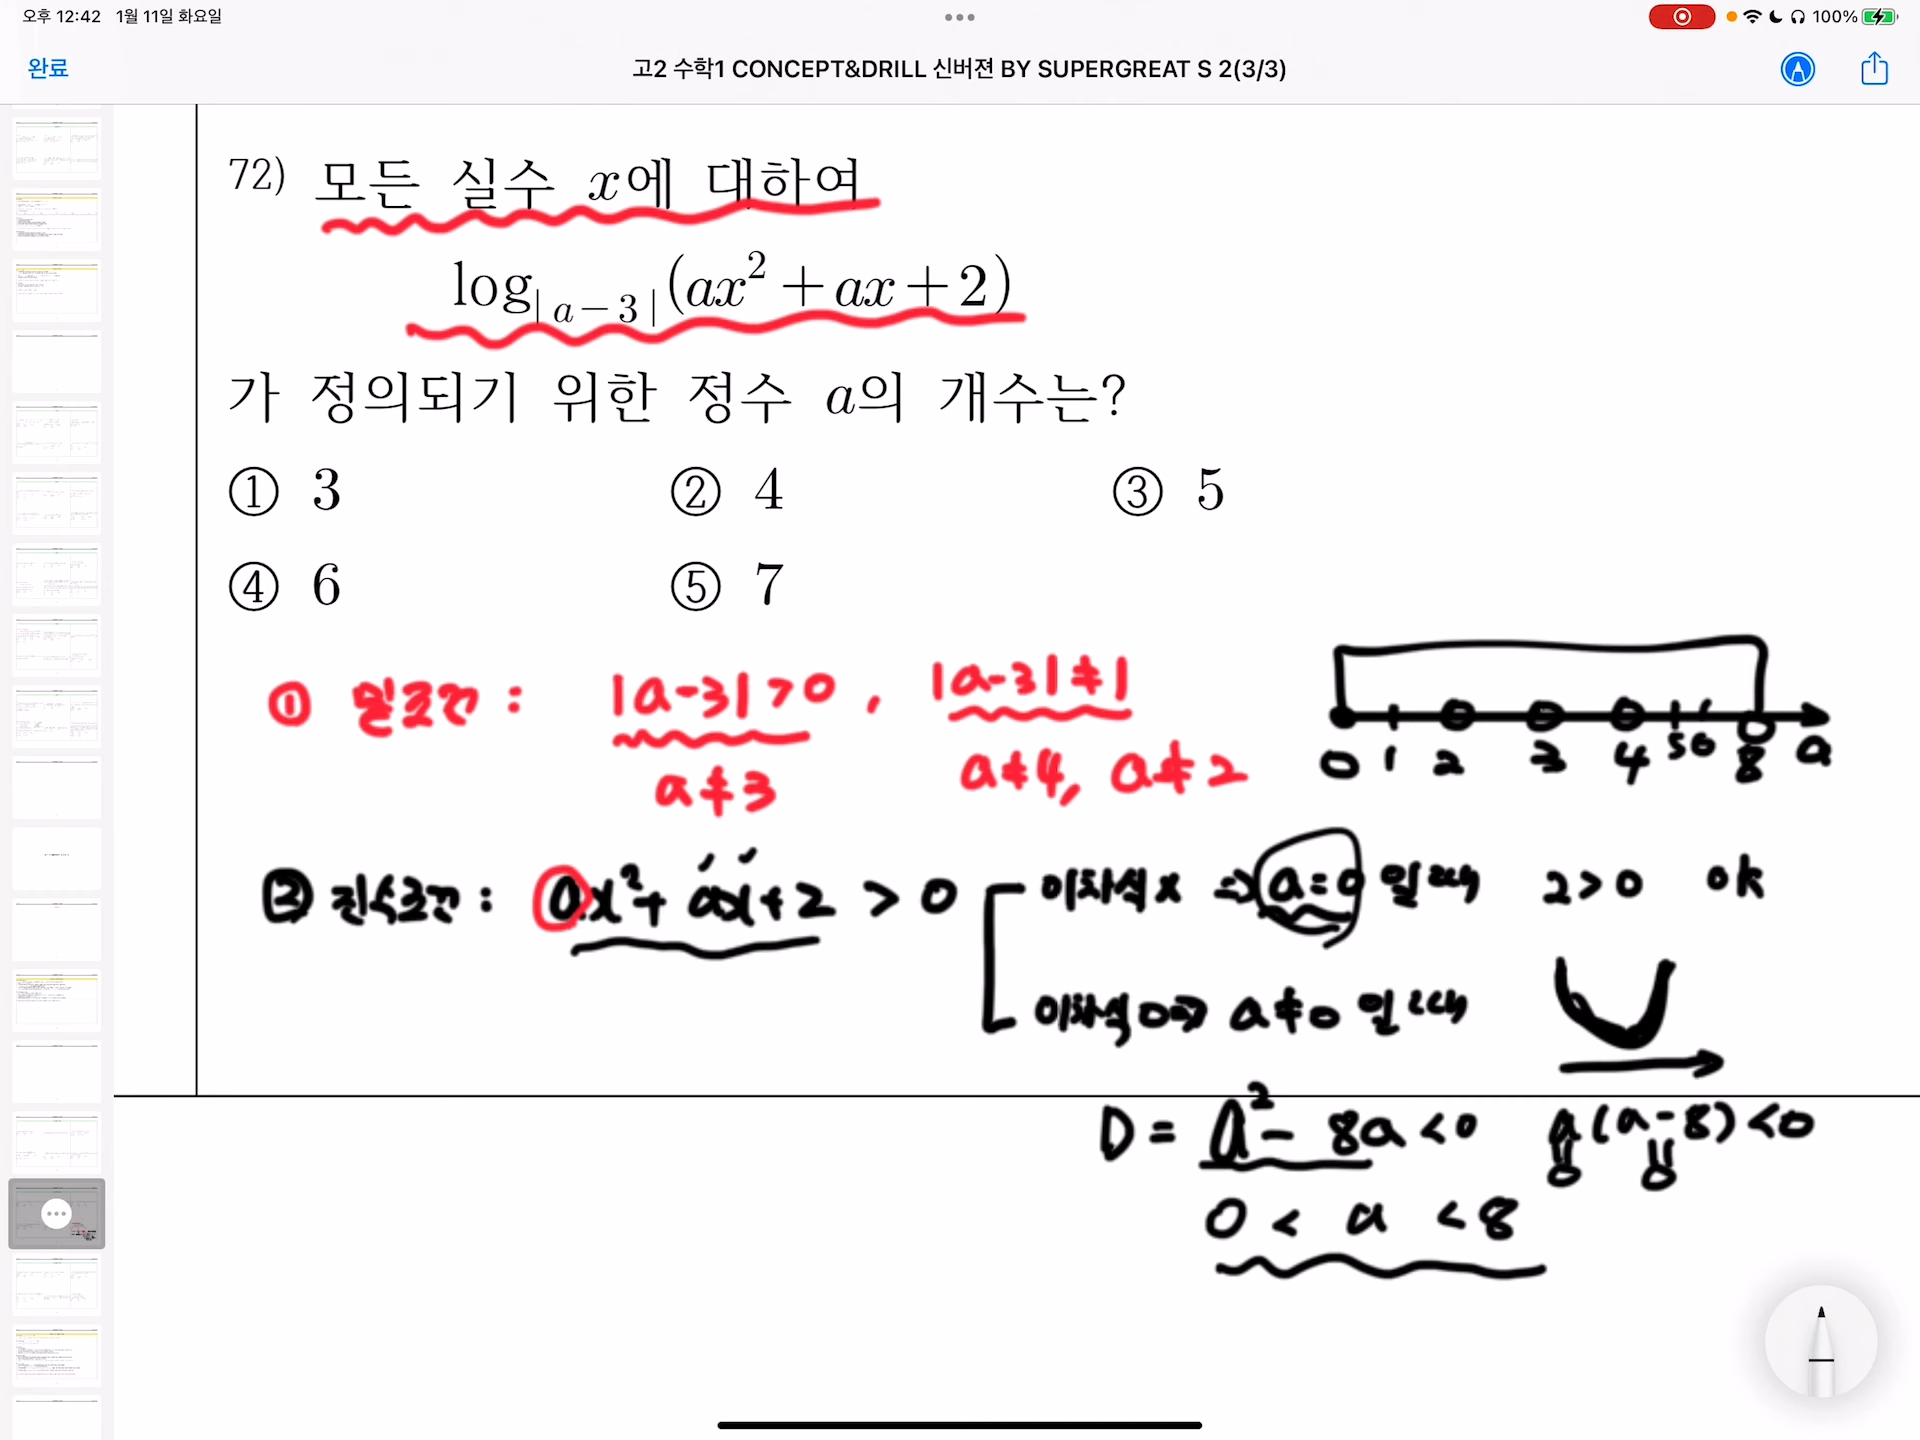 오후 12:42 1월 11일 화요일
100%
완료
고2 수학1 CONCEPT&DRILL 신버젼 BY SUPERGREAT S 2(3/3)
72) 모든 실수 x에 대하여
log|a-3|(ax²+ax+2)
가 정의되기 위한 정수 a의 개수는?
① 3 ② 4 ③ 5
④ 6 ⑤ 7
① 밑조건 : |a-3|>0 , |a-3|≠1
a≠3 a≠4, a≠2
0 1 2 3 4 5 6 8 a
② 진수조건 : ax²+ax+2 > 0
이차식 x ⇒ a=0 일때 2>0 ok
이차식 o ⇒ a≠0 일때
D = a²- 8a<0 a(a-8)<0
0 < a < 8